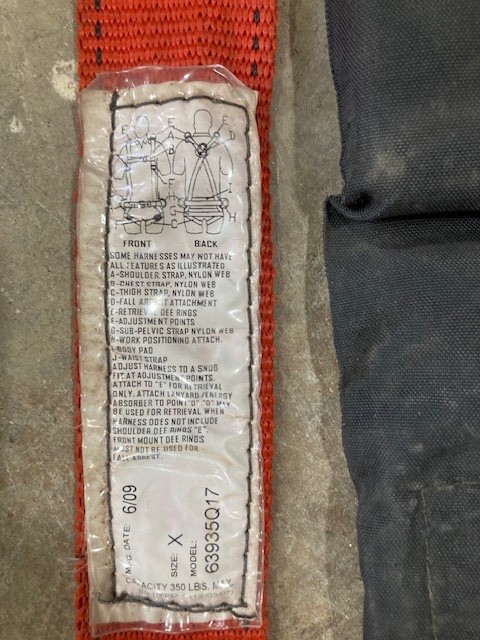 E E
A D
B
F
I
H
FRONT BACK
SOME HARNESSES MAY NOT HAVE
ALL FEATURES AS ILLUSTRATED
A-SHOULDER STRAP, NYLON WEB
B-CHEST STRAP, NYLON WEB
C-THIGH STRAP, NYLON WEB
D-FALL ARREST ATTACHMENT
E-RETRIEVAL DEE RINGS
F-ADJUSTMENT POINTS
G-SUB-PELVIC STRAP NYLON WEB
H-WORK POSITIONING ATTACH.
I-BODY PAD
J-WAIST STRAP
ADJUST HARNESS TO A SNUG
FIT AT ADJUSTMENT POINTS.
ATTACH TO "E" FOR RETRIEVAL
ONLY. ATTACH LANYARD/ENERGY
ABSORBER TO POINT "D". "D" MAY
BE USED FOR RETRIEVAL WHEN
HARNESS DOES NOT INCLUDE
SHOULDER DEE RINGS "E".
FRONT MOUNT DEE RINGS
MUST NOT BE USED FOR
FALL ARREST.
MFG. DATE: 6/09
SIZE: X
MODEL: 63935Q17
CAPACITY 350 LBS. MAX.